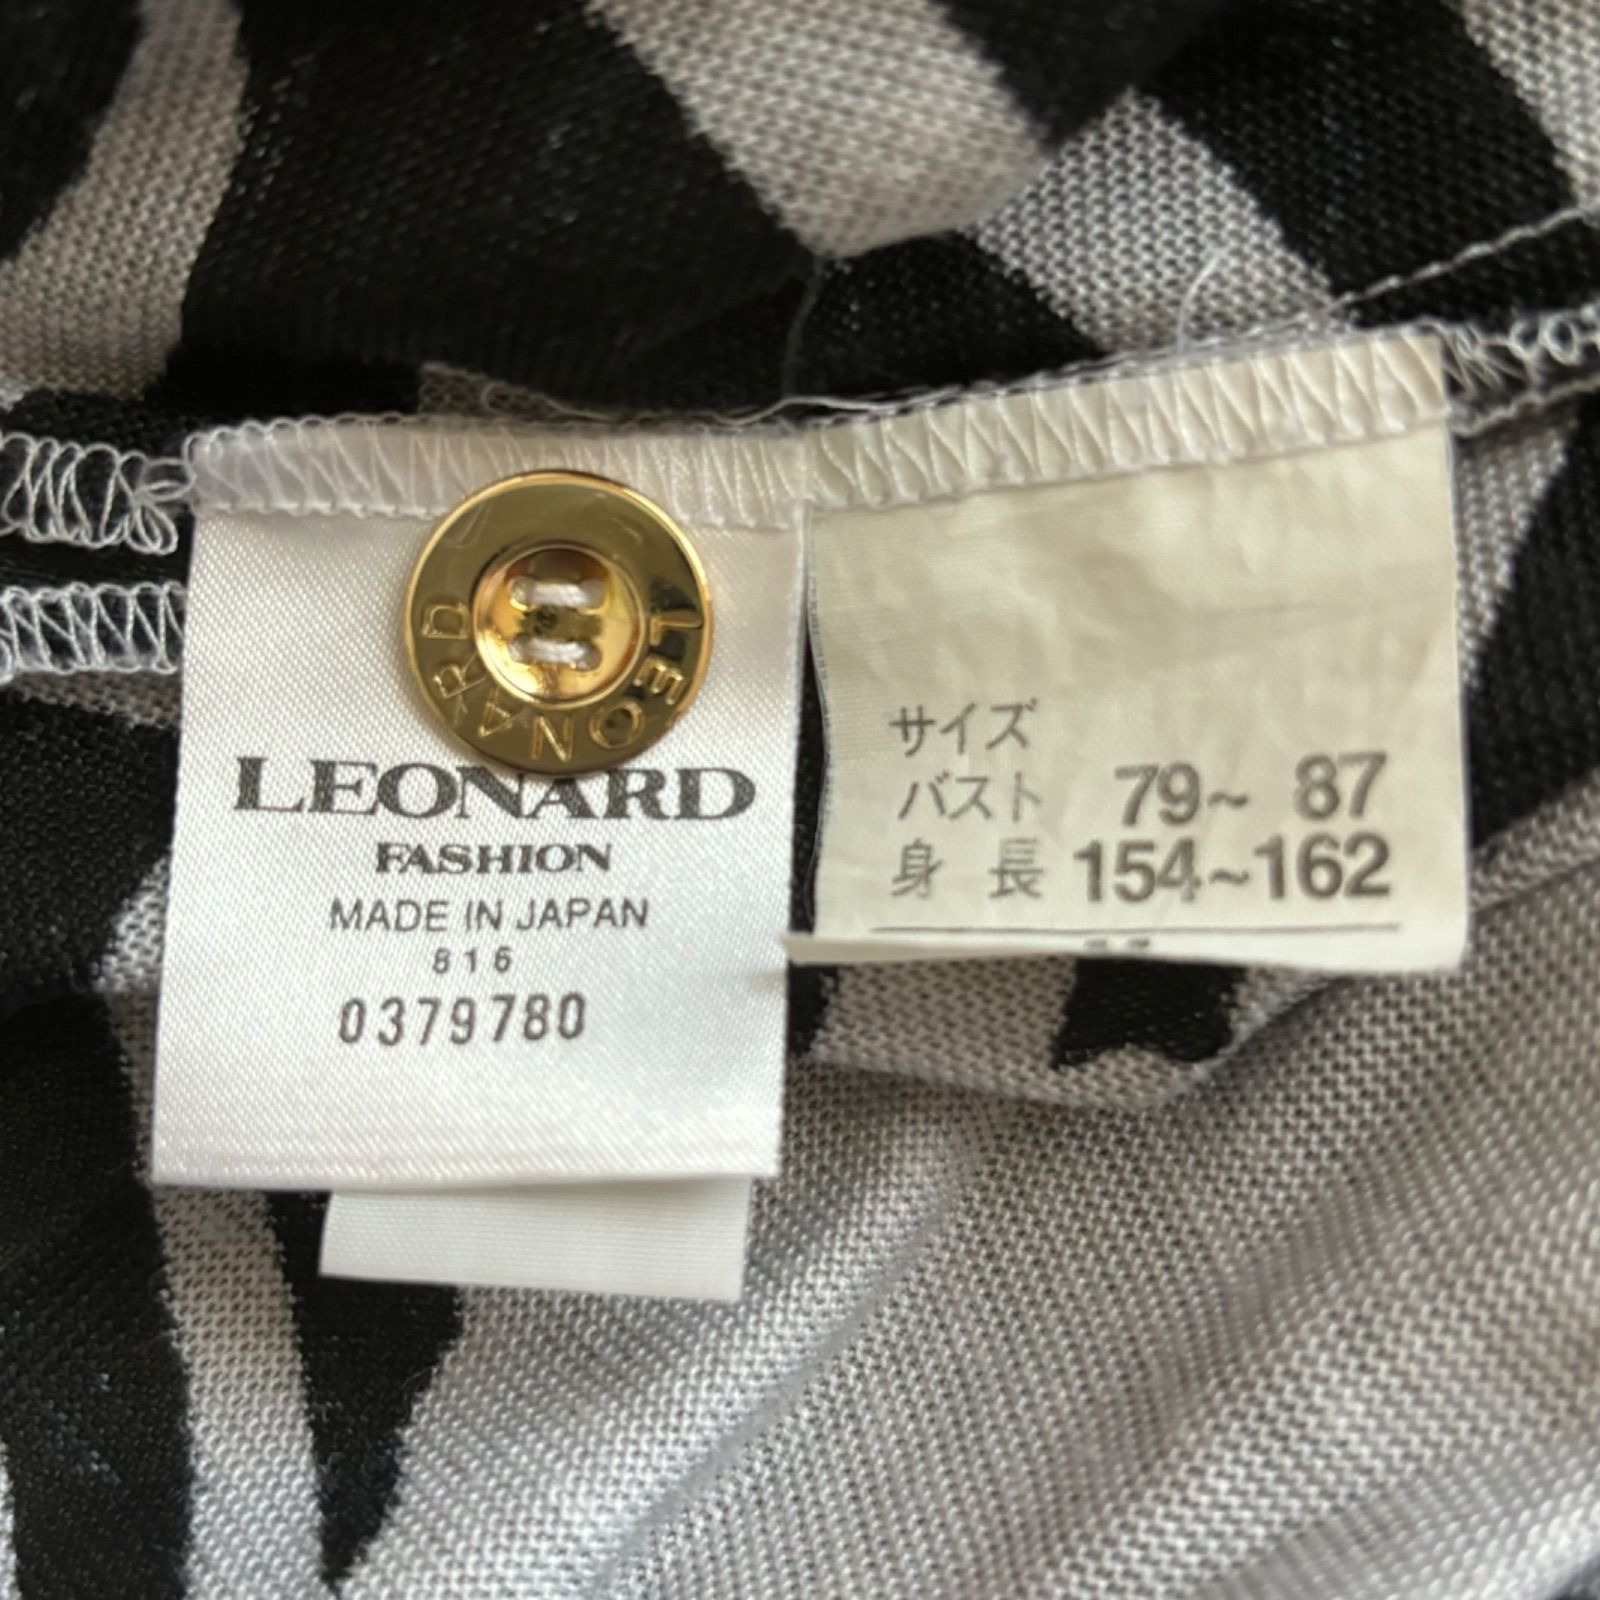 LEONARD
LEONARD
FASHION
MADE IN JAPAN
816
0379780
サイズ
バスト 79~ 87
身長 154~162